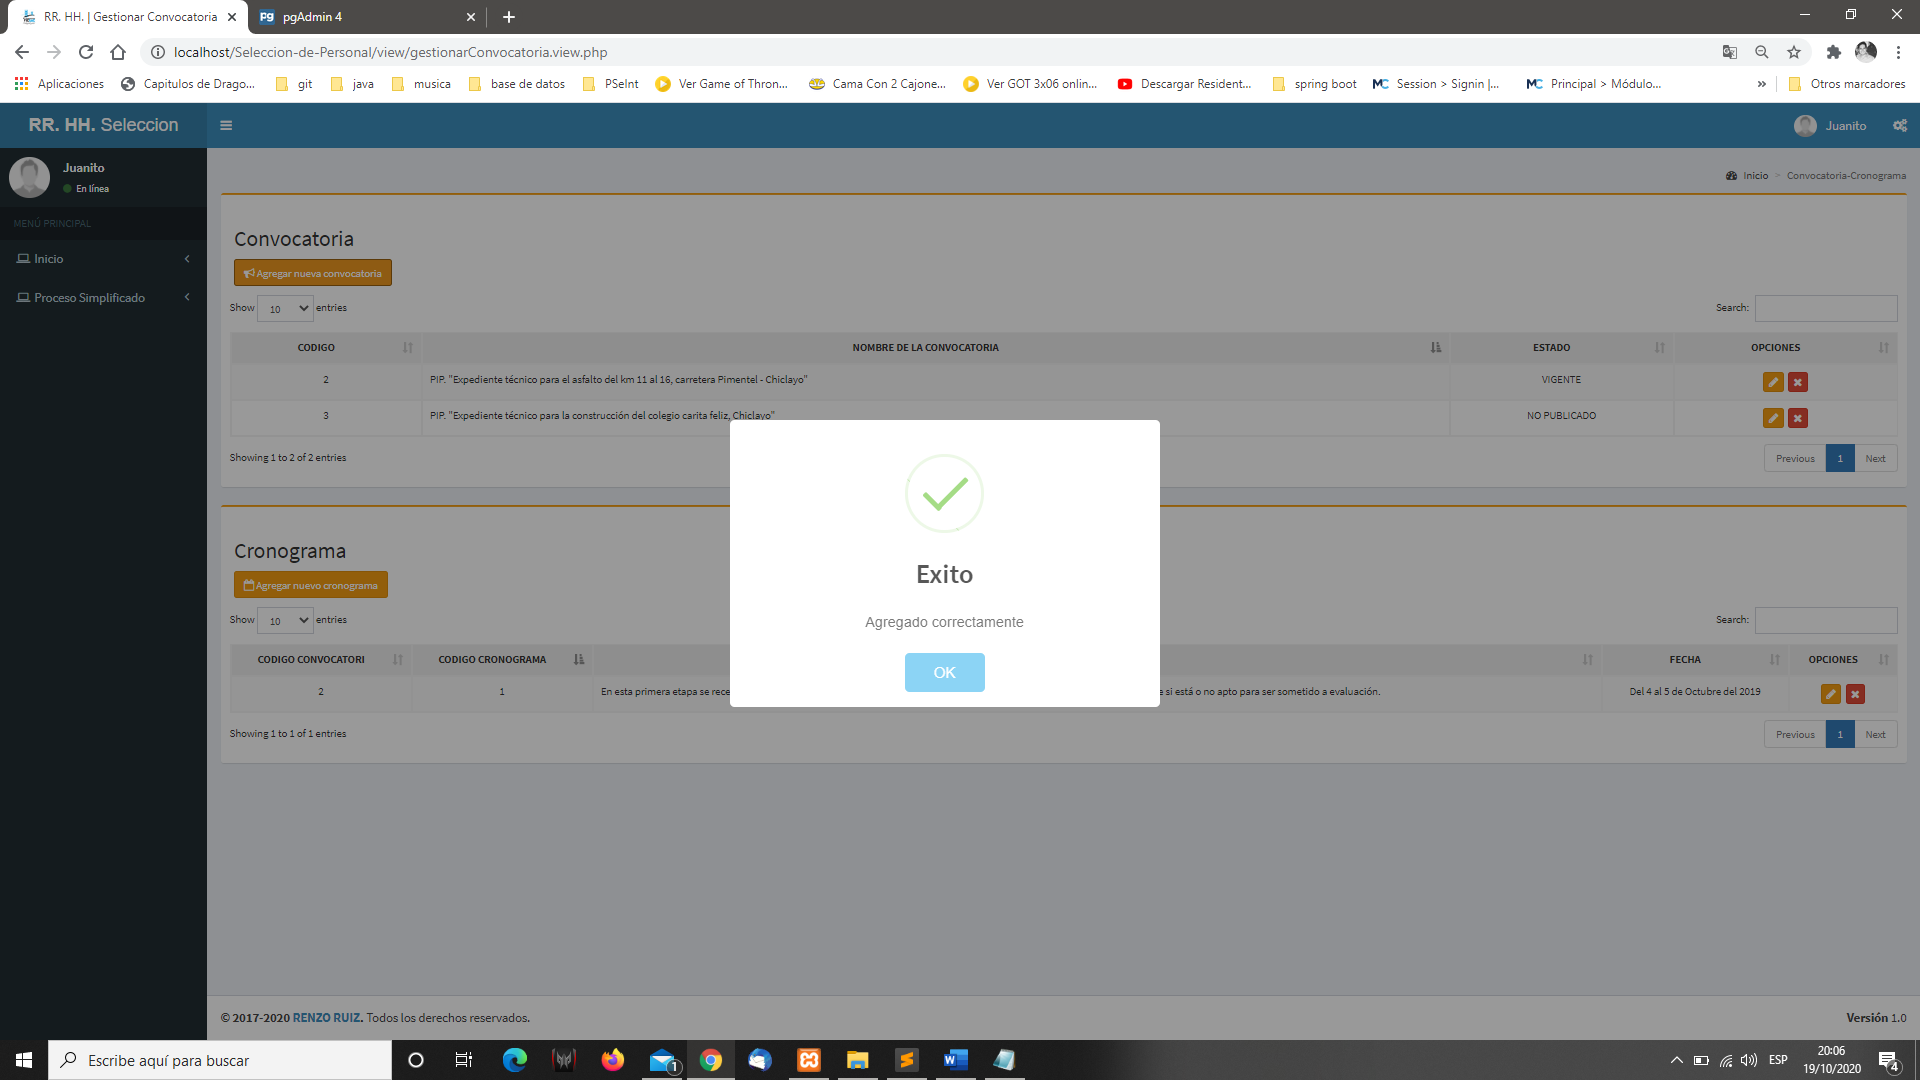 RR. HH. | Gestionar Convocatoria
pgAdmin 4
localhost/Seleccion-de-Personal/view/gestionarConvocatoria.view.php
Aplicaciones
Capitulos de Drago...
git
java
musica
base de datos
PSeInt
Ver Game of Thron...
Cama Con 2 Cajone...
Ver GOT 3x06 onlin...
Descargar Resident...
spring boot
MC Session > Signin |...
MC Principal > Módulo...
»
Otros marcadores
RR. HH. Seleccion
Juanito
Juanito
En línea
MENÚ PRINCIPAL
Inicio
Proceso Simplificado
Inicio > Convocatoria-Cronograma
Convocatoria
Agregar nueva convocatoria
Show 10 entries
Search:
CODIGO NOMBRE DE LA CONVOCATORIA ESTADO OPCIONES
2 PIP. "Expediente técnico para el asfalto del km 11 al 16, carretera Pimentel - Chiclayo" VIGENTE
3 PIP. "Expediente técnico para la construcción del colegio carita feliz, Chiclayo" NO PUBLICADO
Showing 1 to 2 of 2 entries
Previous 1 Next
Exito
Agregado correctamente
OK
Cronograma
Agregar nuevo cronograma
Show 10 entries
Search:
CODIGO CONVOCATORI CODIGO CRONOGRAMA FECHA OPCIONES
2 1 En esta primera etapa se rece e si está o no apto para ser sometido a evaluación. Del 4 al 5 de Octubre del 2019
Showing 1 to 1 of 1 entries
Previous 1 Next
© 2017-2020 RENZO RUIZ. Todos los derechos reservados.
Versión 1.0
Escribe aquí para buscar
1
ESP
20:06
19/10/2020
4